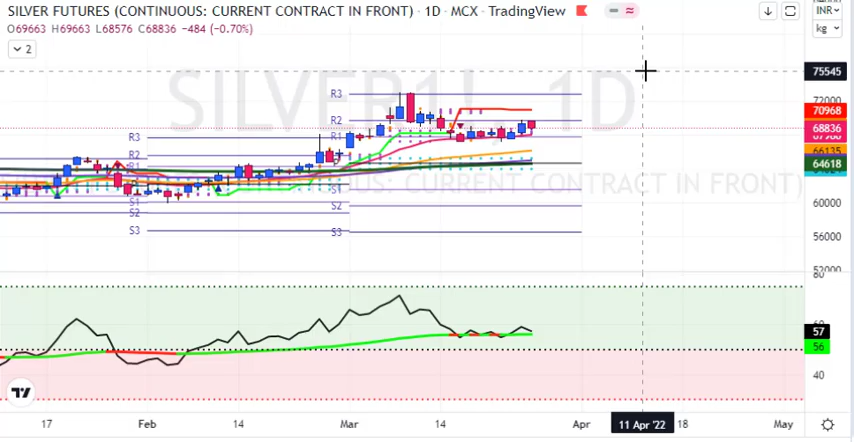 SILVER FUTURES (CONTINUOUS: CURRENT CONTRACT IN FRONT) · 1D · MCX · TradingView
O69663 H69663 L68576 C68836 -484 (-0.70%)
INR
kg
2
SILVER1! 1D
SILVER FUTURES (CONTINUOUS: CURRENT CONTRACT IN FRONT)
75545
72000
70968
68836
66135
64618
60000
56000
52000
R3
R2
R1
S1
S2
S3
R3
R2
R1
P
S1
S2
S3
80
57
56
40
17
Feb
14
Mar
14
Apr
11 Apr '22
18
May